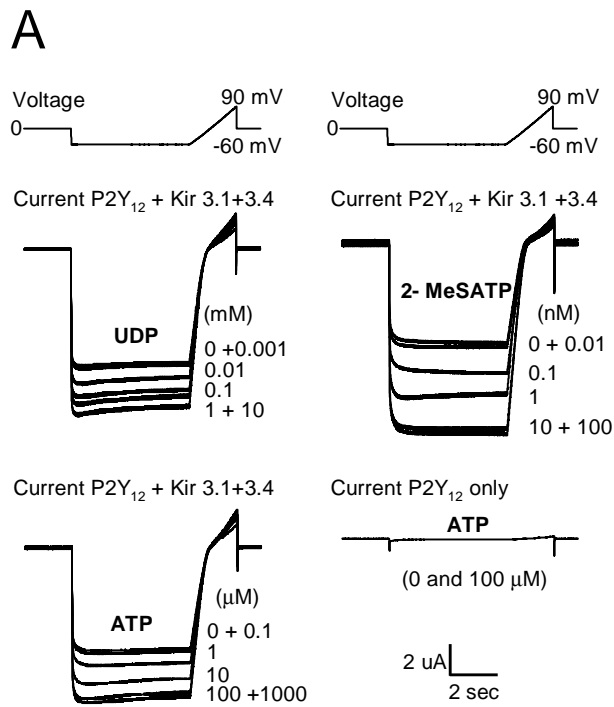 A
Voltage
90 mV
0
-60 mV
Voltage
90 mV
0
-60 mV
Current P2Y12 + Kir 3.1+3.4
UDP
(mM)
0 +0.001
0.01
0.1
1 + 10
Current P2Y12 + Kir 3.1 +3.4
2- MeSATP
(nM)
0 + 0.01
0.1
1
10 + 100
Current P2Y12 + Kir 3.1+3.4
ATP
(μM)
0 + 0.1
1
10
100 +1000
Current P2Y12 only
ATP
(0 and 100 μM)
2 uA
2 sec